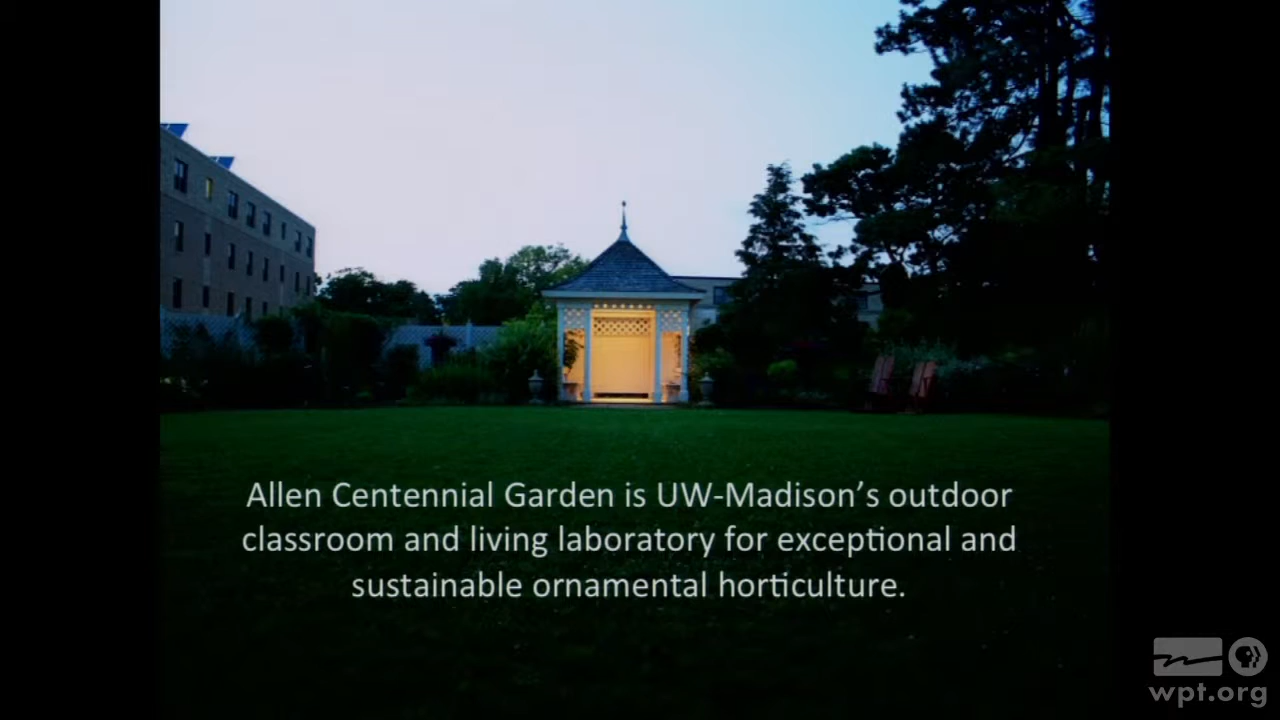 Allen Centennial Garden is UW-Madison's outdoor
classroom and living laboratory for exceptional and
sustainable ornamental horticulture.
wpt.org